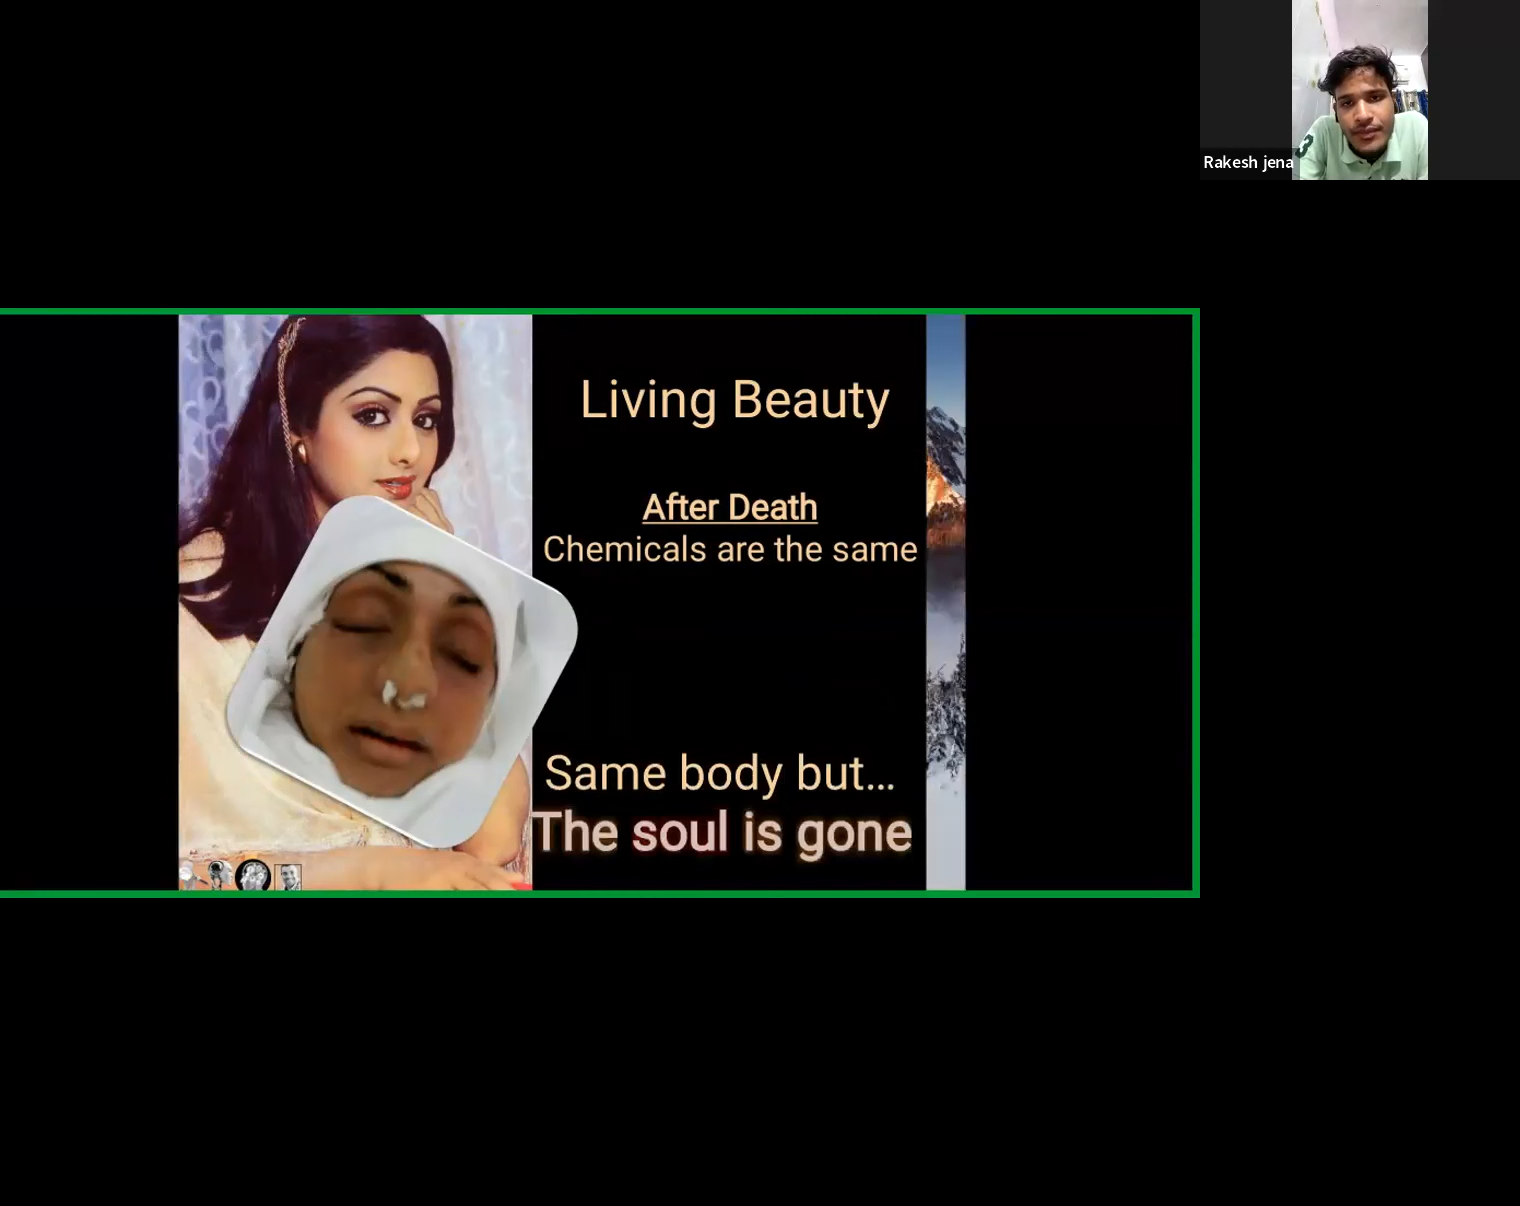 Rakesh jena
Living Beauty
After Death
Chemicals are the same
Same body but...
The soul is gone